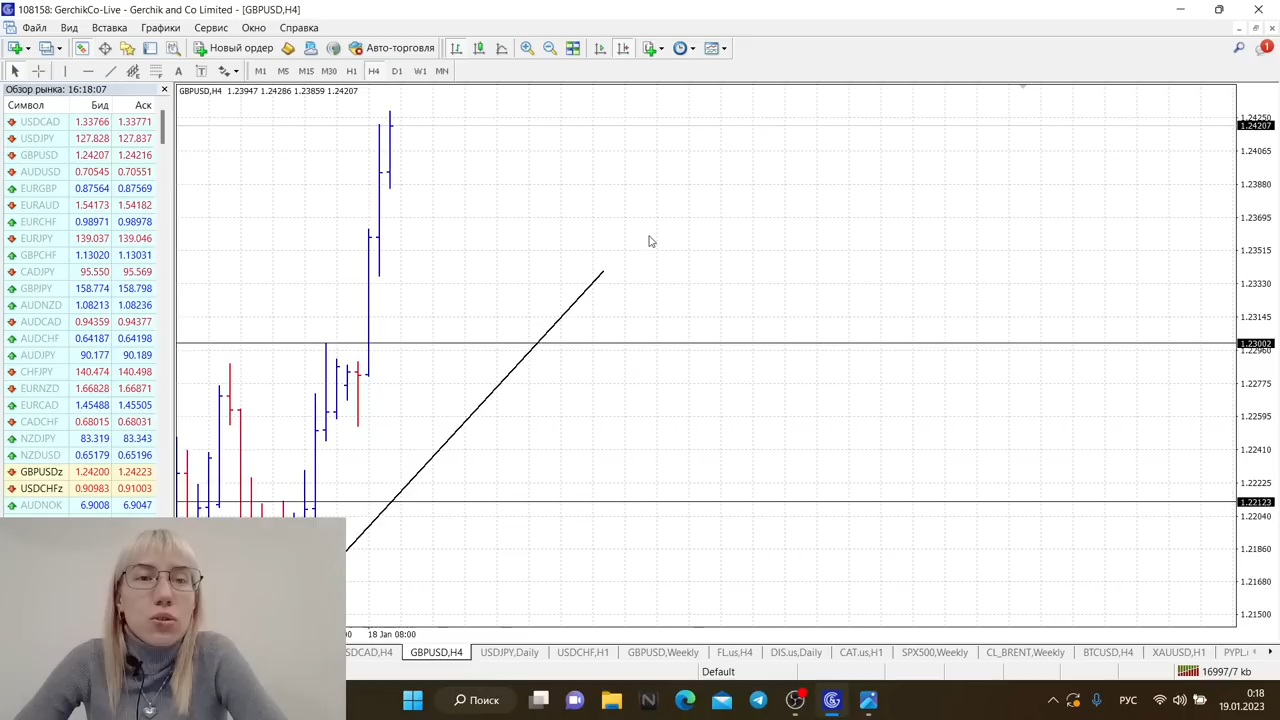 108158: GerchikCo-Live - Gerchik and Co Limited - [GBPUSD,H4]
Файл Вид Вставка Графики Сервис Окно Справка
Новый ордер Авто-торговля 1
A T M1 M5 M15 M30 H1 H4 D1 W1 MN
Обзор рынка: 16:18:07
Символ Бид Аск
USDCAD 1.33766 1.33771
USDJPY 127.828 127.837
GBPUSD 1.24207 1.24216
AUDUSD 0.70545 0.70551
EURGBP 0.87564 0.87569
EURAUD 1.54173 1.54182
EURCHF 0.98971 0.98978
EURJPY 139.037 139.046
GBPCHF 1.13020 1.13031
CADJPY 95.550 95.569
GBPJPY 158.774 158.798
AUDNZD 1.08213 1.08236
AUDCAD 0.94359 0.94377
AUDCHF 0.64187 0.64198
AUDJPY 90.177 90.189
CHFJPY 140.474 140.498
EURNZD 1.66828 1.66871
EURCAD 1.45488 1.45505
CADCHF 0.68015 0.68031
NZDJPY 83.319 83.343
NZDUSD 0.65179 0.65196
GBPUSDz 1.24200 1.24223
USDCHFz 0.90983 0.91003
AUDNOK 6.9008 6.9047
GBPUSD,H4 1.23947 1.24286 1.23859 1.24207
1.24250
1.24207
1.24065
1.23880
1.23695
1.23515
1.23330
1.23145
1.23002
1.22960
1.22775
1.22595
1.22410
1.22225
1.22123
1.22040
1.21860
1.21680
1.21500
18 Jan 08:00
SDCAD,H4 GBPUSD,H4 USDJPY,Daily USDCHF,H1 GBPUSD,Weekly FL.us,H4 DIS.us,Daily CAT.us,H1 SPX500,Weekly CL_BRENT,Weekly BTCUSD,H4 XAUUSD,H1 PYPL.
Default 16997/7 kb
Поиск РУС 0:18
19.01.2023